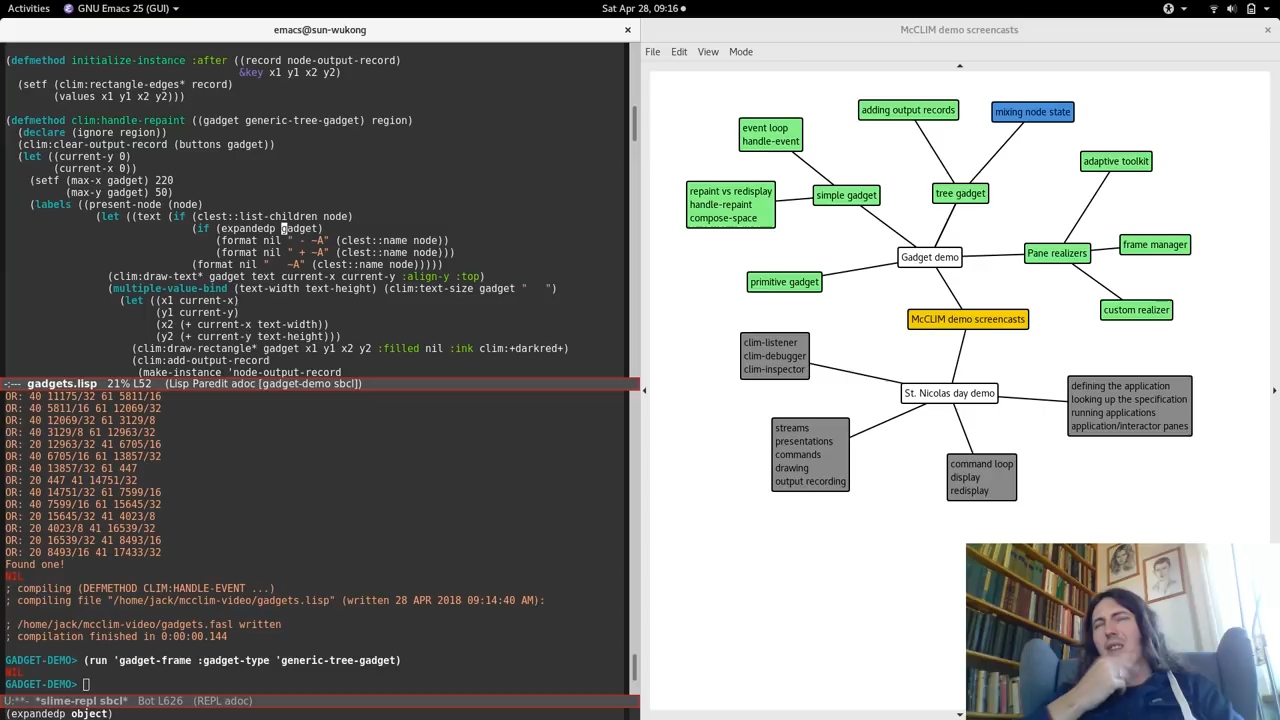 Activities
GNU Emacs 25 (GUI)
Sat Apr 28, 09:16
emacs@sun-wukong
(defmethod initialize-instance :after ((record node-output-record)
&key x1 y1 x2 y2)
(setf (clim:rectangle-edges* record)
(values x1 y1 x2 y2)))
(defmethod clim:handle-repaint ((gadget generic-tree-gadget) region)
(declare (ignore region))
(clim:clear-output-record (buttons gadget))
(let ((current-y 0)
(current-x 0))
(setf (max-x gadget) 220
(max-y gadget) 50)
(labels ((present-node (node)
(let ((text (if (clest::list-children node)
(if (expandedp gadget)
(format nil " - ~A" (clest::name node))
(format nil " + ~A" (clest::name node)))
(format nil "   ~A" (clest::name node)))))
(clim:draw-text* gadget text current-x current-y :align-y :top)
(multiple-value-bind (text-width text-height) (clim:text-size gadget "   ")
(let ((x1 current-x)
(y1 current-y)
(x2 (+ current-x text-width))
(y2 (+ current-y text-height)))
(clim:draw-rectangle* gadget x1 y1 x2 y2 :filled nil :ink clim:+darkred+)
(clim:add-output-record
(make-instance 'node-output-record
-:--- gadgets.lisp 21% L52 (Lisp Paredit adoc [gadget-demo sbcl])
OR: 40 11175/32 61 5811/16
OR: 40 5811/16 61 12069/32
OR: 40 12069/32 61 3129/8
OR: 40 3129/8 61 12963/32
OR: 20 12963/32 41 6705/16
OR: 40 6705/16 61 13857/32
OR: 40 13857/32 61 447
OR: 20 447 41 14751/32
OR: 40 14751/32 61 7599/16
OR: 40 7599/16 61 15645/32
OR: 20 15645/32 41 4023/8
OR: 20 4023/8 41 16539/32
OR: 20 16539/32 41 8493/16
OR: 20 8493/16 41 17433/32
Found one!
NIL
; compiling (DEFMETHOD CLIM:HANDLE-EVENT ...)
; compiling file "/home/jack/mcclim-video/gadgets.lisp" (written 28 APR 2018 09:14:40 AM):
; /home/jack/mcclim-video/gadgets.fasl written
; compilation finished in 0:00:00.144
GADGET-DEMO> (run 'gadget-frame :gadget-type 'generic-tree-gadget)
NIL
GADGET-DEMO>
U:**- *slime-repl sbcl* Bot L626 (REPL adoc)
(expandedp object)
McCLIM demo screencasts
File Edit View Mode
adding output records
mixing node state
event loop
handle-event
adaptive toolkit
repaint vs redisplay
handle-repaint
compose-space
simple gadget
tree gadget
frame manager
Gadget demo
Pane realizers
primitive gadget
custom realizer
McCLIM demo screencasts
clim-listener
clim-debugger
clim-inspector
St. Nicolas day demo
defining the application
looking up the specification
running applications
application/interactor panes
streams
presentations
commands
drawing
output recording
command loop
display
redisplay